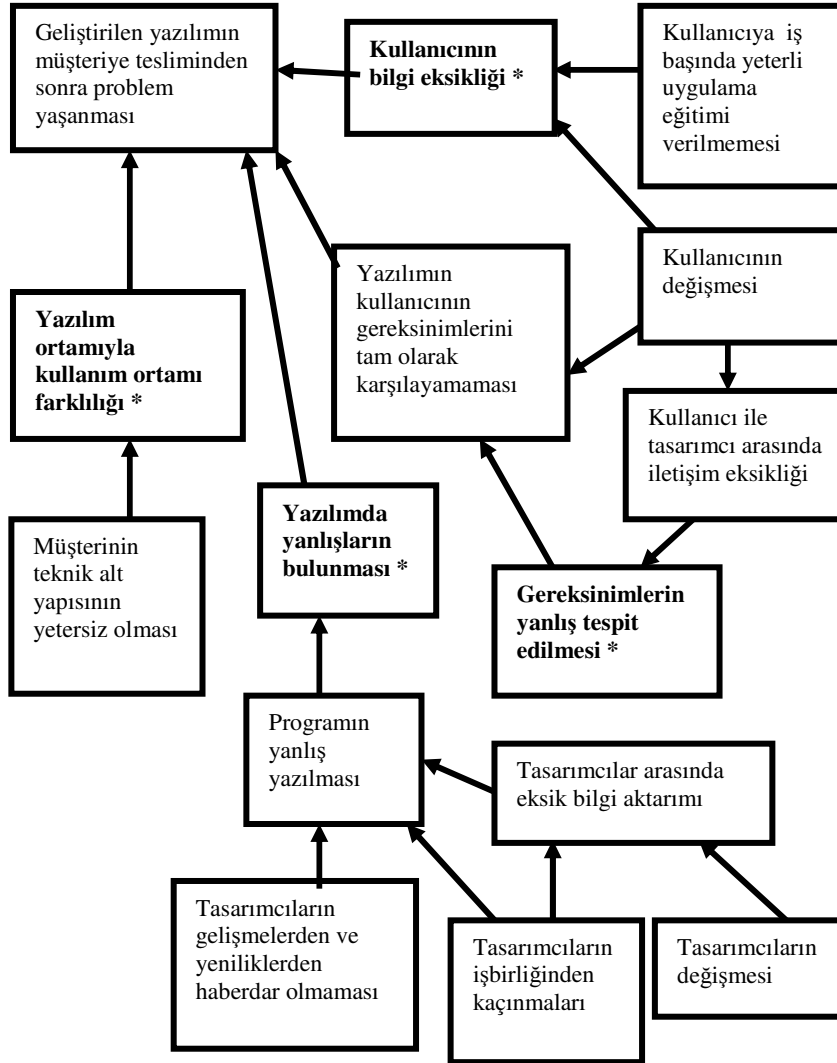 Geliştirilen yazılımın
müşteriye tesliminden
sonra problem
yaşanması
Kullanıcının
bilgi eksikliği *
Kullanıcıya iş
başında yeterli
uygulama
eğitimi
verilmemesi
Kullanıcının
değişmesi
Yazılımın
kullanıcının
gereksinimlerini
tam olarak
karşılayamaması
Yazılım
ortamıyla
kullanım ortamı
farklılığı *
Kullanıcı ile
tasarımcı arasında
iletişim eksikliği
Yazılımda
yanlışların
bulunması *
Müşterinin
teknik alt
yapısının
yetersiz olması
Gereksinimlerin
yanlış tespit
edilmesi *
Programın
yanlış
yazılması
Tasarımcılar arasında
eksik bilgi aktarımı
Tasarımcıların
gelişmelerden ve
yeniliklerden
haberdar olmaması
Tasarımcıların
işbirliğinden
kaçınmaları
Tasarımcıların
değişmesi